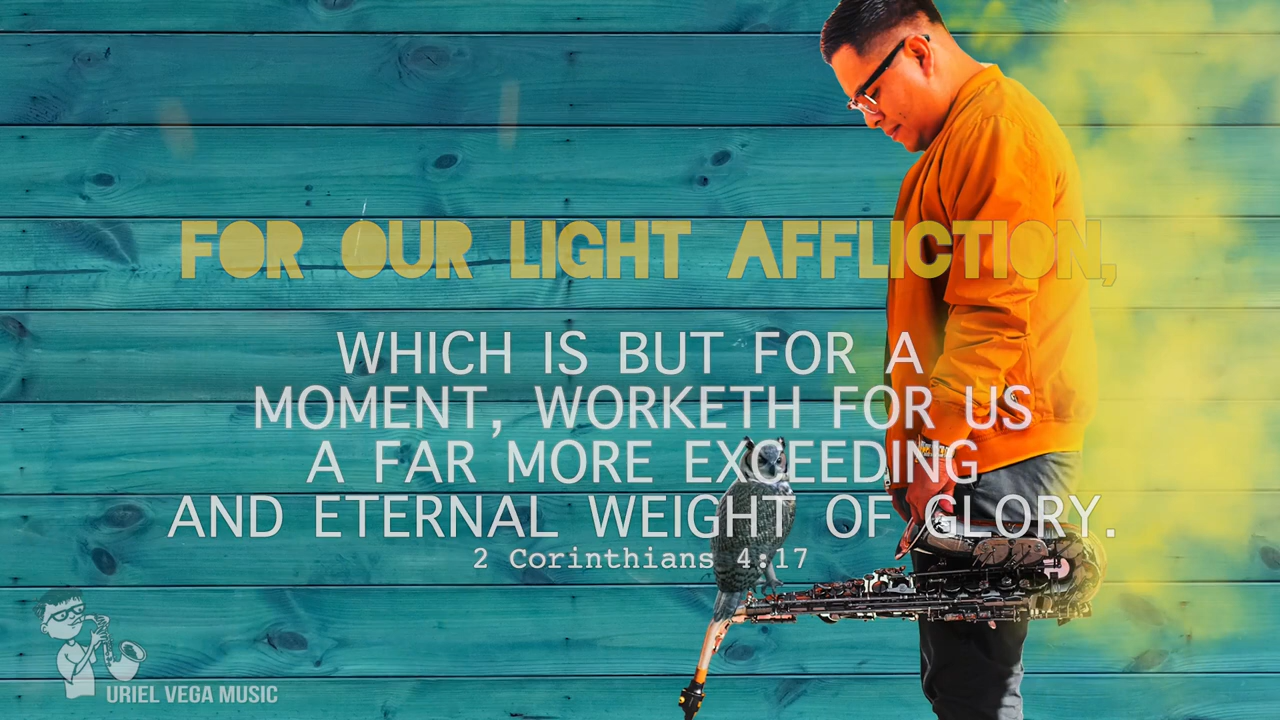 FOR OUR LIGHT AFFLICTION,
WHICH IS BUT FOR A
MOMENT, WORKETH FOR US
A FAR MORE EXCEEDING
AND ETERNAL WEIGHT OF GLORY.
2 Corinthians 4:17
URIEL VEGA MUSIC